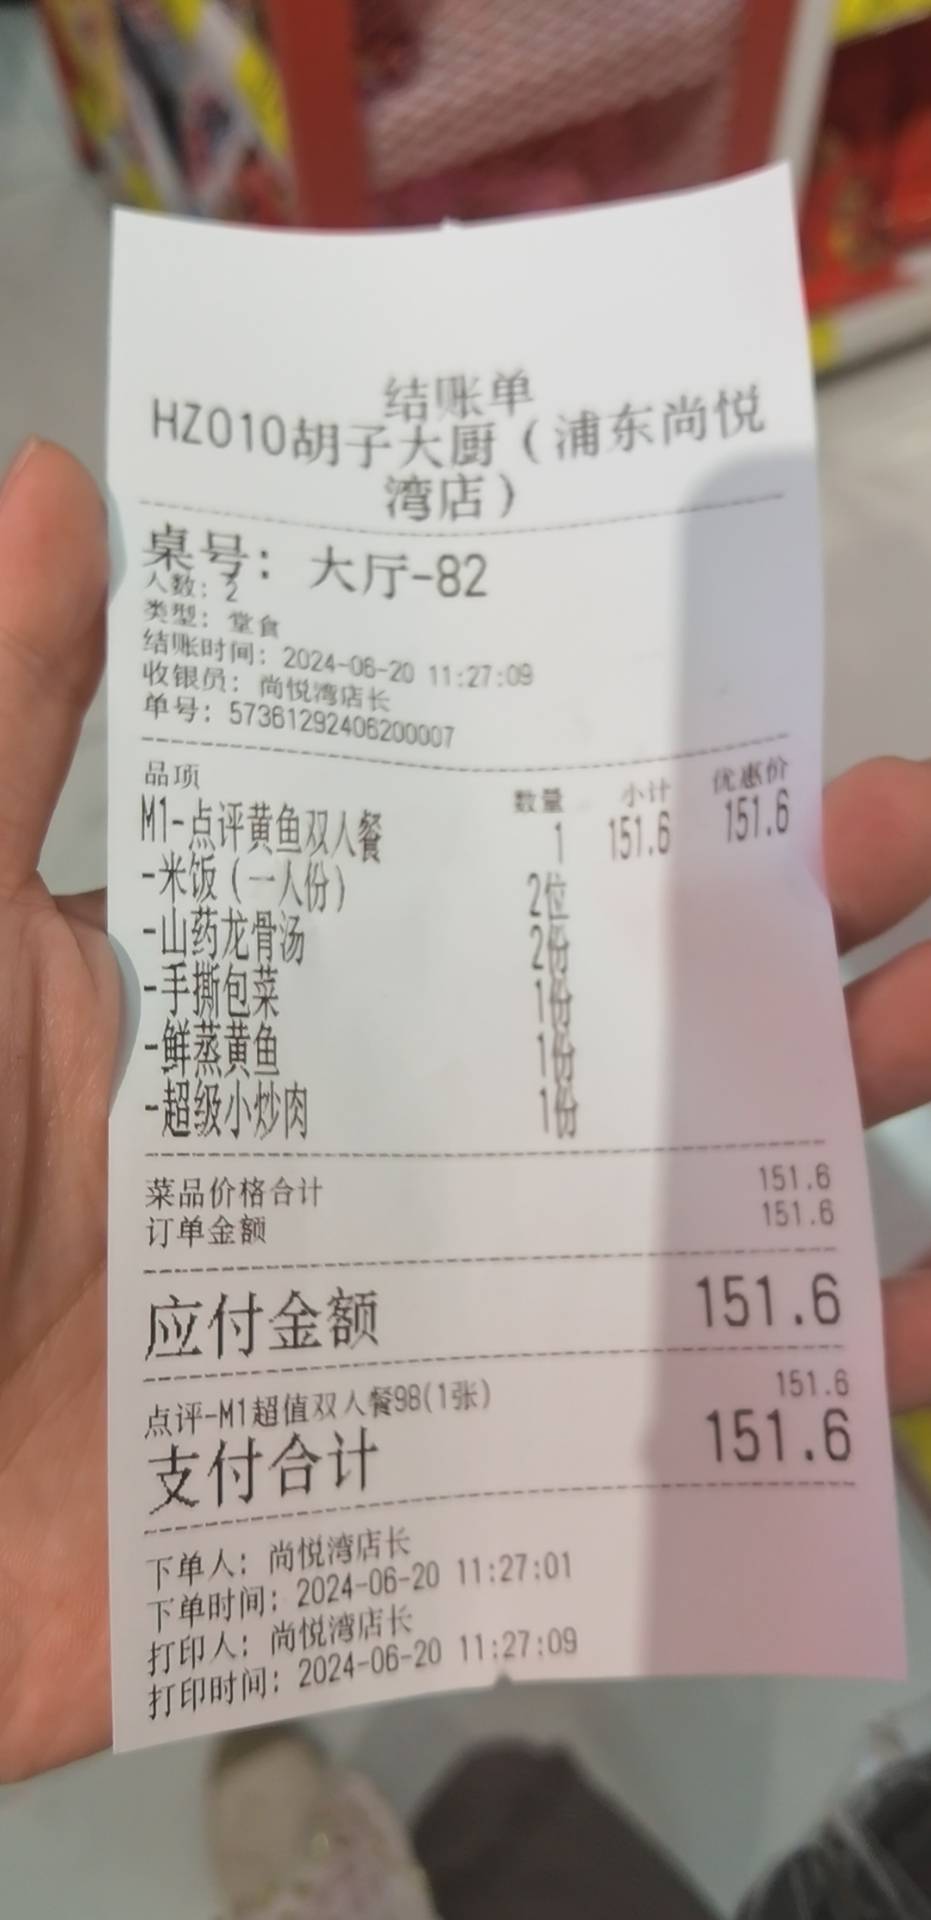 结账单
HZ010胡子大厨（浦东尚悦
湾店）
桌号：大厅-82
人数：2
类型：堂食
结账时间：2024-06-20 11:27:09
收银员：尚悦湾店长
单号：573612924062000007
品项 数量 小计 优惠价
M1-点评黄鱼双人餐 1 151.6 151.6
-米饭（一人份） 2位
-山药龙骨汤 2份
-手撕包菜 1份
-鲜蒸黄鱼 1份
-超级小炒肉 1份
菜品价格合计 151.6
订单金额 151.6
应付金额 151.6
点评-M1超值双人餐98(1张) 151.6
支付合计 151.6
下单人：尚悦湾店长
下单时间：2024-06-20 11:27:01
打印人：尚悦湾店长
打印时间：2024-06-20 11:27:09